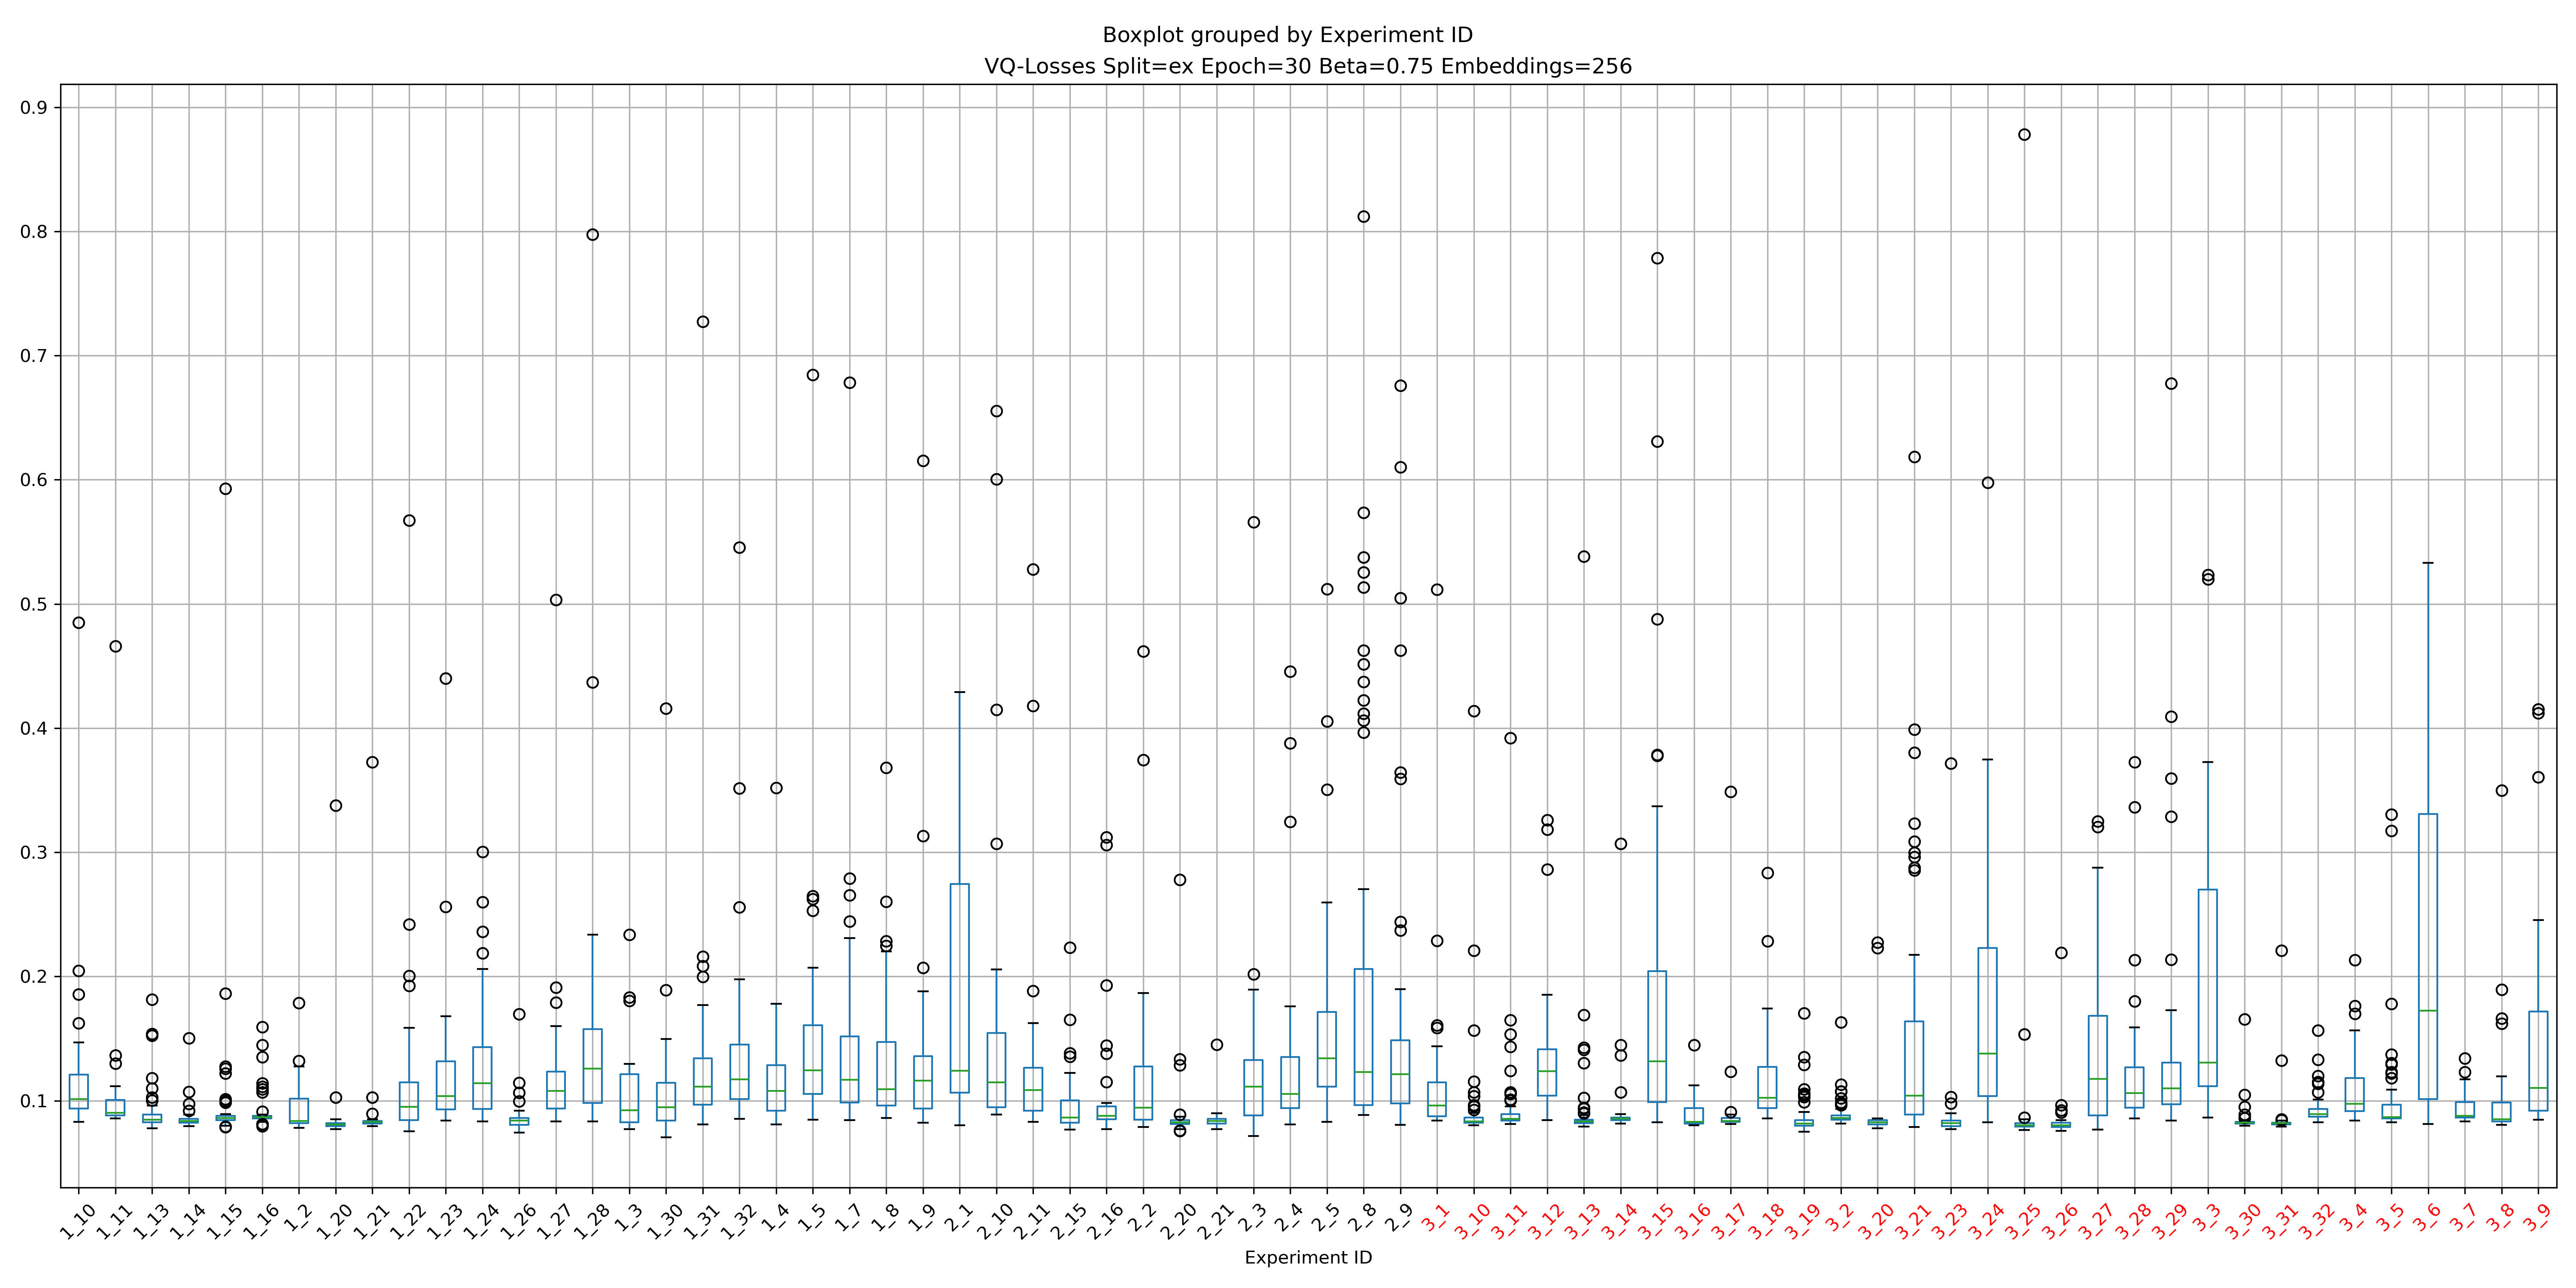 Boxplot grouped by Experiment ID
VQ-Losses Split=ex Epoch=30 Beta=0.75 Embeddings=256
0.9
0.8
0.7
0.6
0.5
0.4
0.3
0.2
0.1
1_10 1_11 1_13 1_14 1_15 1_16 1_2 1_20 1_21 1_22 1_23 1_24 1_26 1_27 1_28 1_3 1_30 1_31 1_32 1_4 1_5 1_7 1_8 1_9 2_1 2_10 2_11 2_15 2_16 2_2 2_20 2_21 2_3 2_4 2_5 2_8 2_9 3_1 3_10 3_11 3_12 3_13 3_14 3_15 3_16 3_17 3_18 3_19 3_2 3_20 3_21 3_23 3_24 3_25 3_26 3_27 3_28 3_29 3_3 3_30 3_31 3_32 3_4 3_5 3_6 3_7 3_8 3_9
Experiment ID